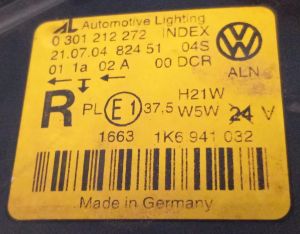 AL Automotive Lighting
0 301 212 272 INDEX
21.07.04 824 51 04S
01 1a 02 A 00 DCR
ALN
R PL E1 37,5 H21W
W5W 24 V
1663 1K6 941 032
Made in Germany